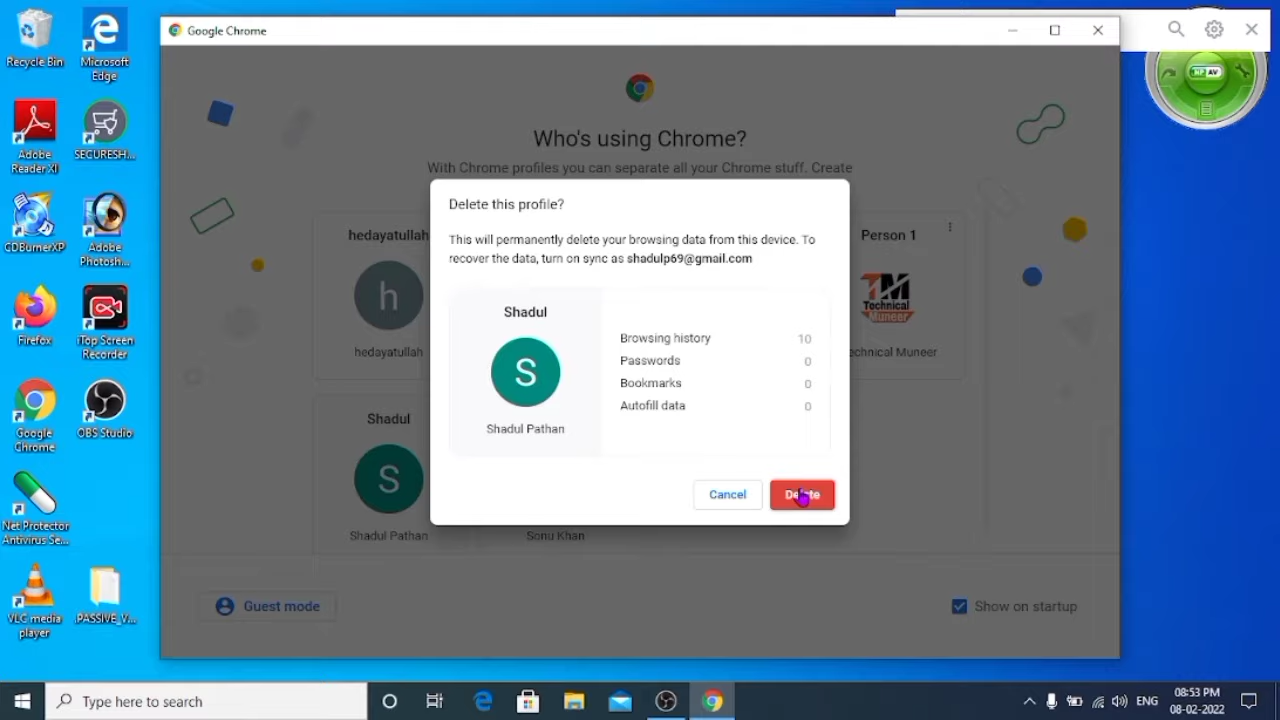 Recycle Bin
Microsoft
Edge
Adobe
Reader XI
SECURESH...
CDBurnerXP
Adobe
Photosh...
Firefox
iTop Screen
Recorder
Google
Chrome
OBS Studio
Net Protector
Antivirus Se...
VLC media
player
.PASSIVE_V...
Google Chrome
NP AV
Who's using Chrome?
With Chrome profiles you can separate all your Chrome stuff. Create
hedayatullah
h
hedayatullah
Person 1
TM
Technical
Muneer
Technical Muneer
Shadul
S
Shadul Pathan
Sonu Khan
Delete this profile?
This will permanently delete your browsing data from this device. To
recover the data, turn on sync as shadulp69@gmail.com
Shadul
S
Shadul Pathan
Browsing history 10
Passwords 0
Bookmarks 0
Autofill data 0
Cancel
Delete
Guest mode
Show on startup
Type here to search
ENG
08:53 PM
08-02-2022